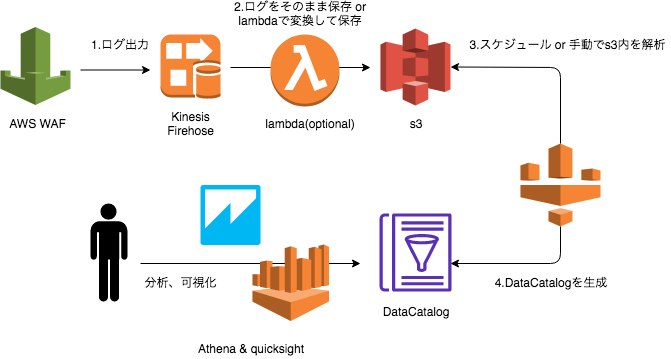 2.ログをそのまま保存 or
lambdaで変換して保存
1.ログ出力
3.スケジュール or 手動でs3内を解析
AWS WAF
Kinesis
Firehose
lambda(optional)
s3
分析、可視化
4.DataCatalogを生成
DataCatalog
Athena & quicksight